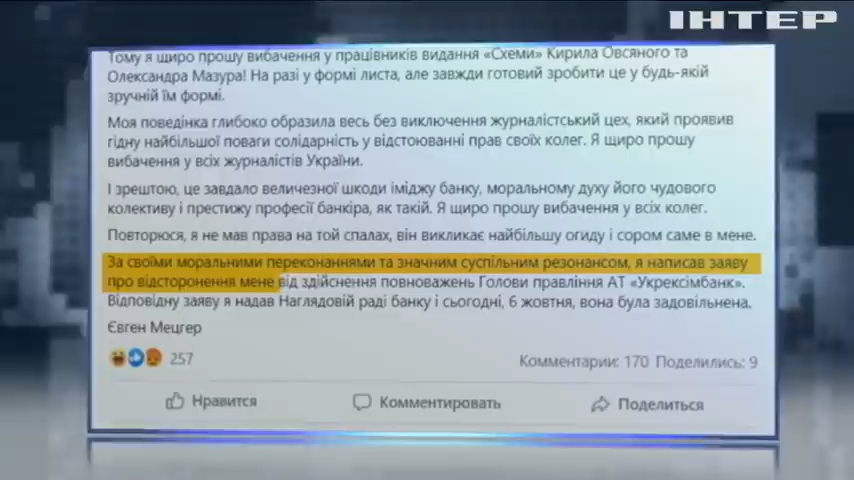 ІНТЕР
Тому я щиро прошу вибачення у працівників видання «Схеми» Кирила Овсяного та
Олександра Мазура! На разі у формі листа, але завжди готовий зробити це у будь-якій
зручній їм формі.
Моя поведінка глибоко образила весь без виключення журналістський цех, який проявив
гідну найбільшої поваги солідарність у відстоюванні прав своїх колег. Я щиро прошу
вибачення у всіх журналістів України.
І зрештою, це завдало величезної шкоди іміджу банку, моральному духу його чудового
колективу і престижу професії банкіра, як такій. Я щиро прошу вибачення у всіх колег.
Повторюся, я не мав права на той спалах, він викликає найбільшу огиду і сором саме в мене.
За своїми моральними переконаннями та значним суспільним резонансом, я написав заяву
про відсторонення мене від здійснення повноважень Голови правління АТ «Укрексімбанк».
Відповідну заяву я надав Наглядовій раді банку і сьогодні, 6 жовтня, вона була задовільнена.
Євген Мецгер
257
Комментарии: 170 Поделились: 9
Нравится
Комментировать
Поделиться